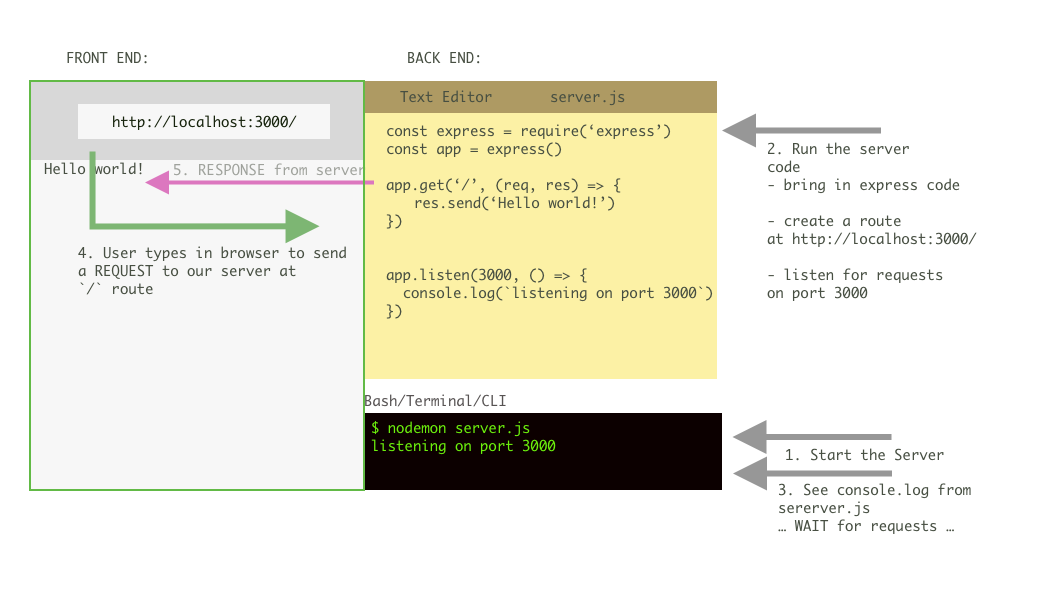 FRONT END:
BACK END:
http://localhost:3000/
Hello world!
5. RESPONSE from server
4. User types in browser to send
a REQUEST to our server at
`/` route
Text Editor server.js
const express = require(‘express’)
const app = express()
app.get(‘/’, (req, res) => {
res.send(‘Hello world!’)
})
app.listen(3000, () => {
console.log(`listening on port 3000`)
})
Bash/Terminal/CLI
$ nodemon server.js
listening on port 3000
2. Run the server
code
- bring in express code
- create a route
at http://localhost:3000/
- listen for requests
on port 3000
1. Start the Server
3. See console.log from
sererver.js
… WAIT for requests …